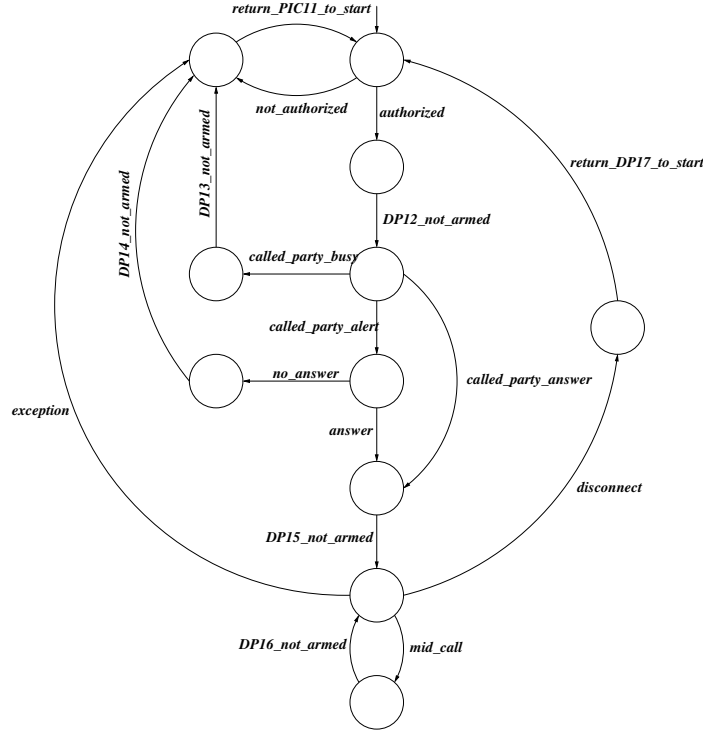 return_PIC11_to_start
not_authorized
authorized
DP13_not_armed
return_DP17_to_start
DP14_not_armed
DP12_not_armed
called_party_busy
called_party_alert
no_answer
called_party_answer
exception
answer
disconnect
DP15_not_armed
DP16_not_armed
mid_call